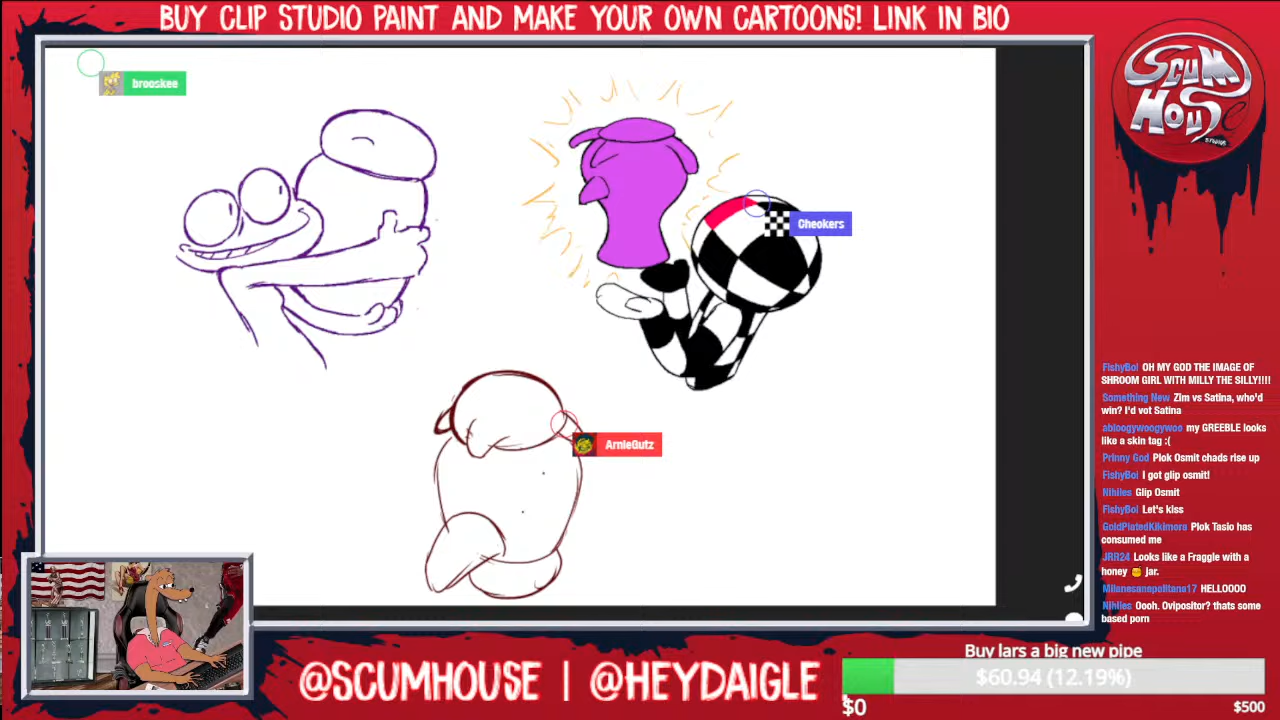 BUY CLIP STUDIO PAINT AND MAKE YOUR OWN CARTOONS! LINK IN BIO
brooskee
Cheokers
ArnieGutz
SCUM
HOUSE
STUDIOS
FishyBoi OH MY GOD THE IMAGE OF
SHROOM GIRL WITH MILLY THE SILLY!!!!
Something New Zim vs Satina, who'd
win? I'd vot Satina
abloogywoogywoo my GREEBLE looks
like a skin tag :(
Prinny God Plok Osmit chads rise up
FishyBoi I got glip osmit!
Nihiles Glip Osmit
FishyBoi Let's kiss
GoldPlatedKikimora Plok Tasio has
consumed me
JRR24 Looks like a Fraggle with a
honey 🍯 jar.
Milanesanapolitana17 HELLOOOO
Nihiles Oooh. Ovipositor? thats some
based porn
@SCUMHOUSE | @HEYDAIGLE
Buy lars a big new pipe
$60.94 (12.19%)
$0
$500